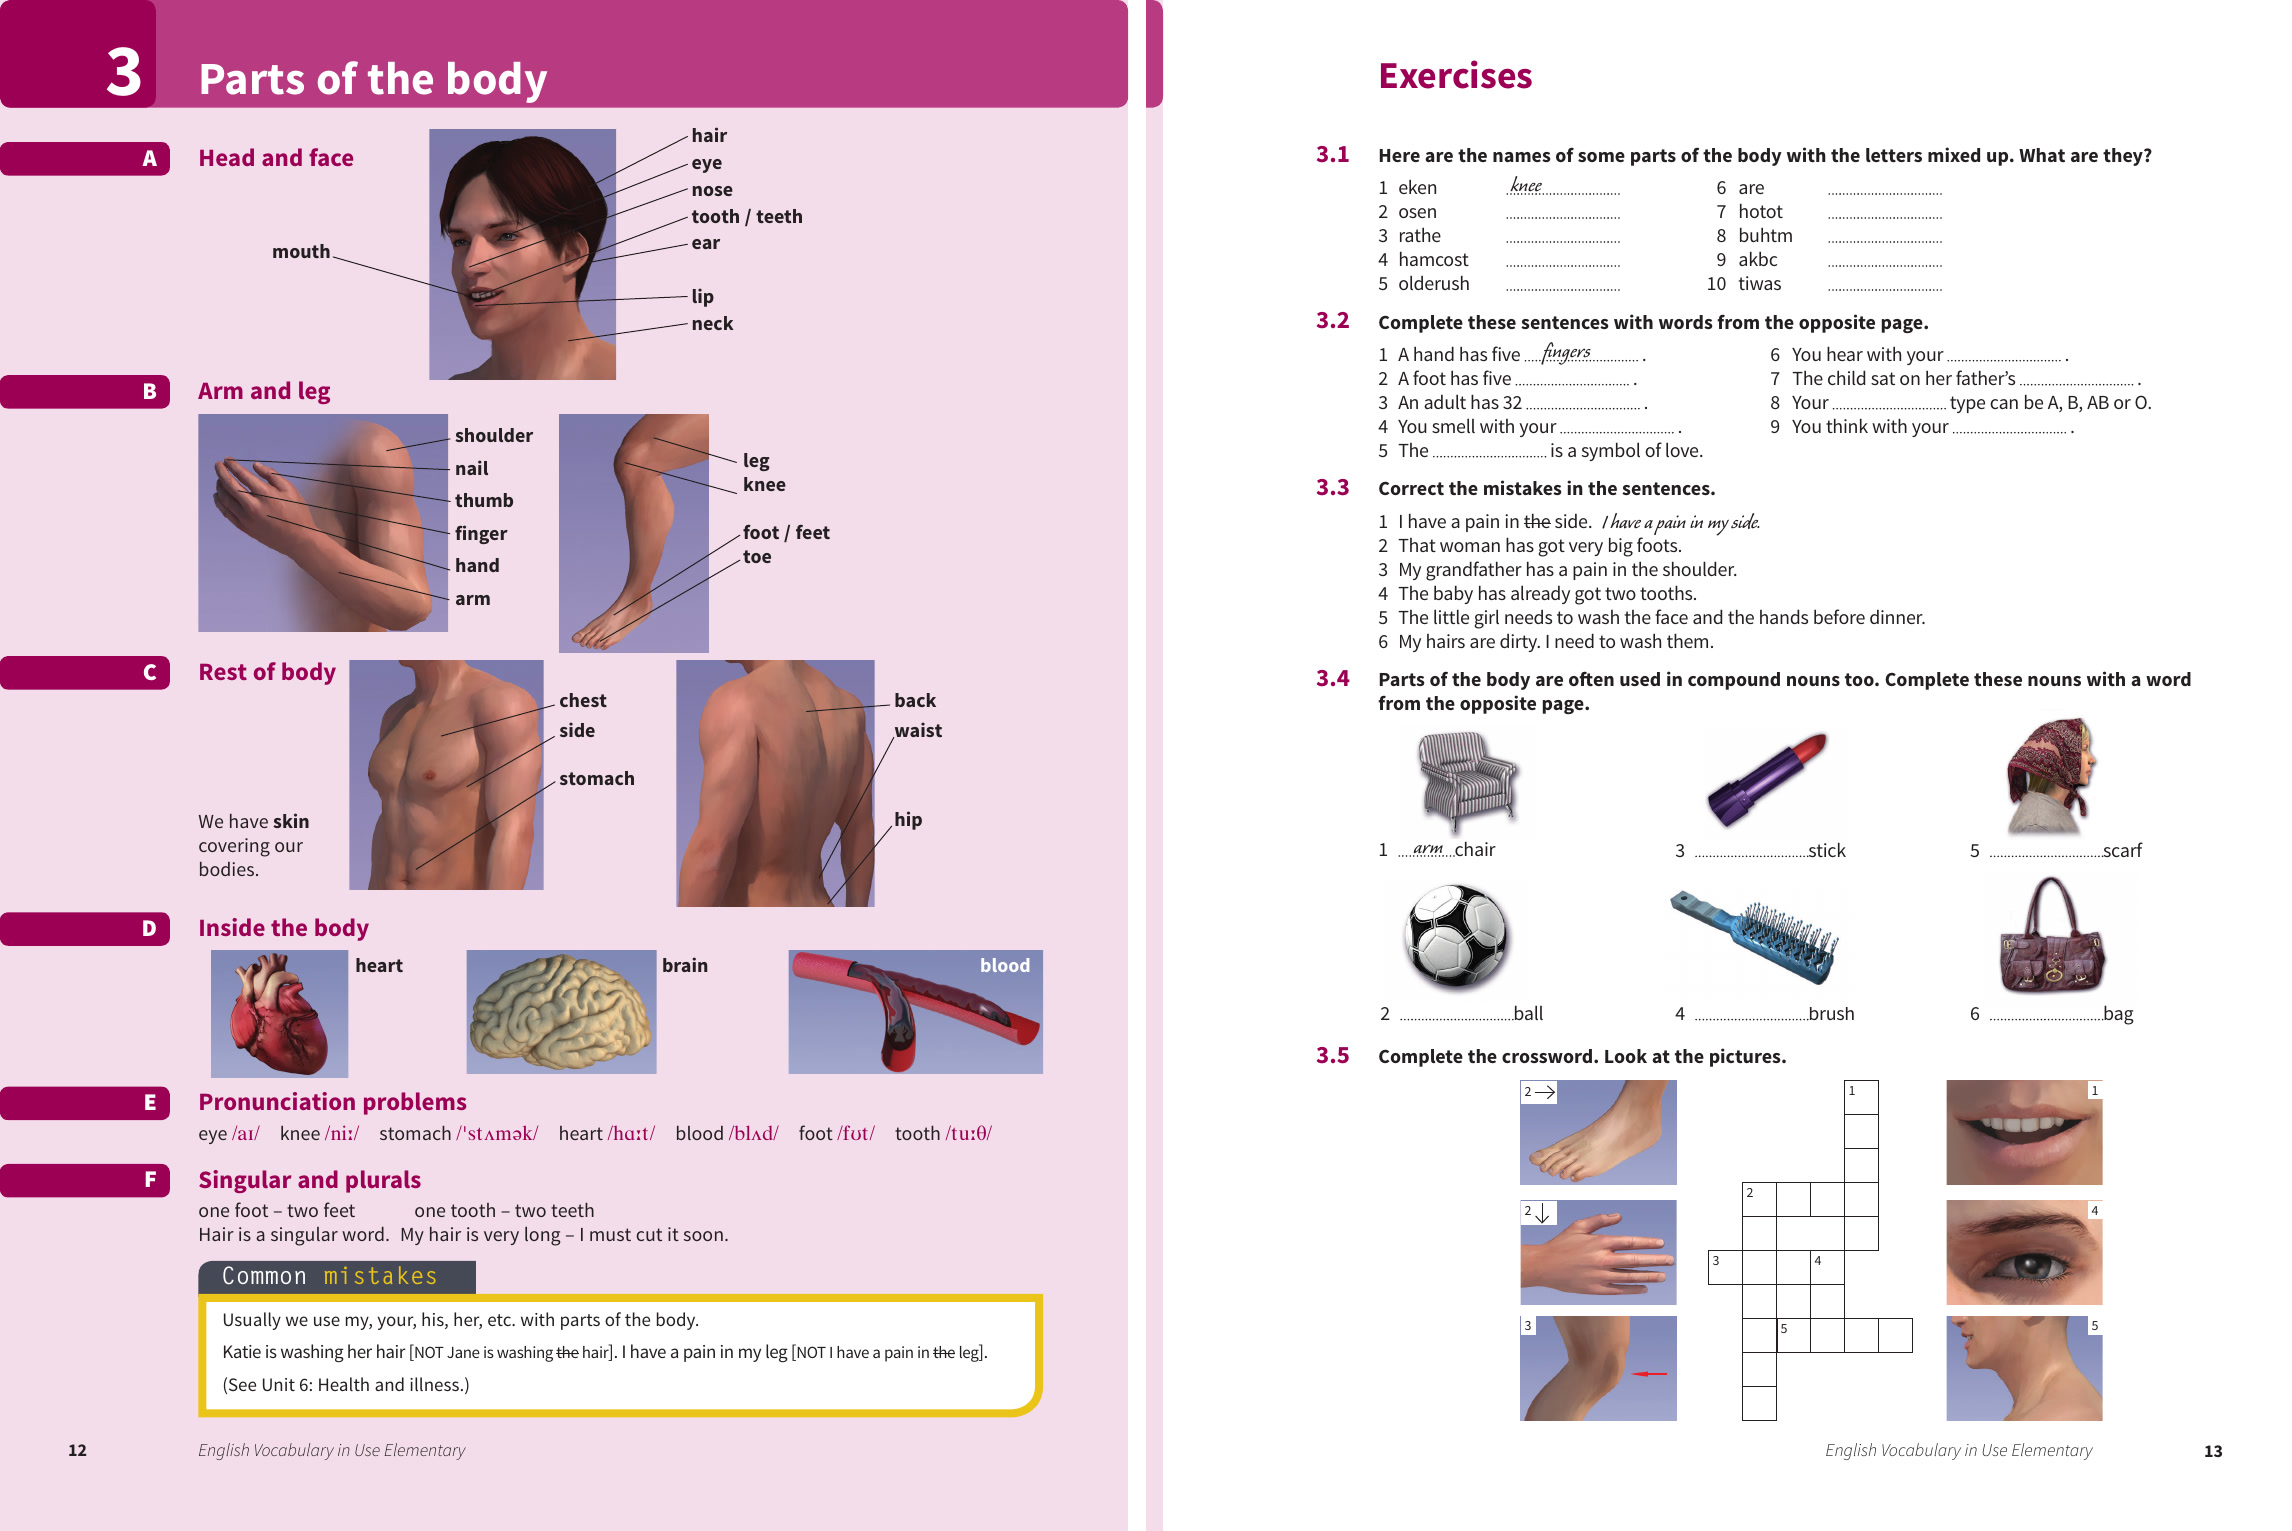 3
Parts of the body
A
Head and face
hair
eye
nose
tooth / teeth
ear
mouth
lip
neck
B
Arm and leg
shoulder
nail
thumb
finger
hand
arm
leg
knee
foot / feet
toe
C
Rest of body
chest
side
stomach
back
waist
hip
We have skin
covering our
bodies.
D
Inside the body
heart
brain
blood
E
Pronunciation problems
eye /aɪ/ knee /niː/ stomach /ˈstʌmək/ heart /hɑːt/ blood /blʌd/ foot /fʊt/ tooth /tuːθ/
F
Singular and plurals
one foot – two feet one tooth – two teeth
Hair is a singular word. My hair is very long – I must cut it soon.
Common mistakes
Usually we use my, your, his, her, etc. with parts of the body.
Katie is washing her hair [NOT Jane is washing the hair]. I have a pain in my leg [NOT I have a pain in the leg].
(See Unit 6: Health and illness.)
12 English Vocabulary in Use Elementary
Exercises
3.1 Here are the names of some parts of the body with the letters mixed up. What are they?
1 eken knee 6 are
2 osen 7 hotot
3 rathe 8 buhtm
4 hamcost 9 akbc
5 olderush 10 tiwas
3.2 Complete these sentences with words from the opposite page.
1 A hand has five fingers . 6 You hear with your .
2 A foot has five . 7 The child sat on her father’s .
3 An adult has 32 . 8 Your type can be A, B, AB or O.
4 You smell with your . 9 You think with your .
5 The is a symbol of love.
3.3 Correct the mistakes in the sentences.
1 I have a pain in the side. I have a pain in my side.
2 That woman has got very big foots.
3 My grandfather has a pain in the shoulder.
4 The baby has already got two tooths.
5 The little girl needs to wash the face and the hands before dinner.
6 My hairs are dirty. I need to wash them.
3.4 Parts of the body are often used in compound nouns too. Complete these nouns with a word
from the opposite page.
1 arm chair 3 stick 5 scarf
2 ball 4 brush 6 bag
3.5 Complete the crossword. Look at the pictures.
2 → 1 1
2
2 ↓ 4
3 4
3 5 5
English Vocabulary in Use Elementary 13